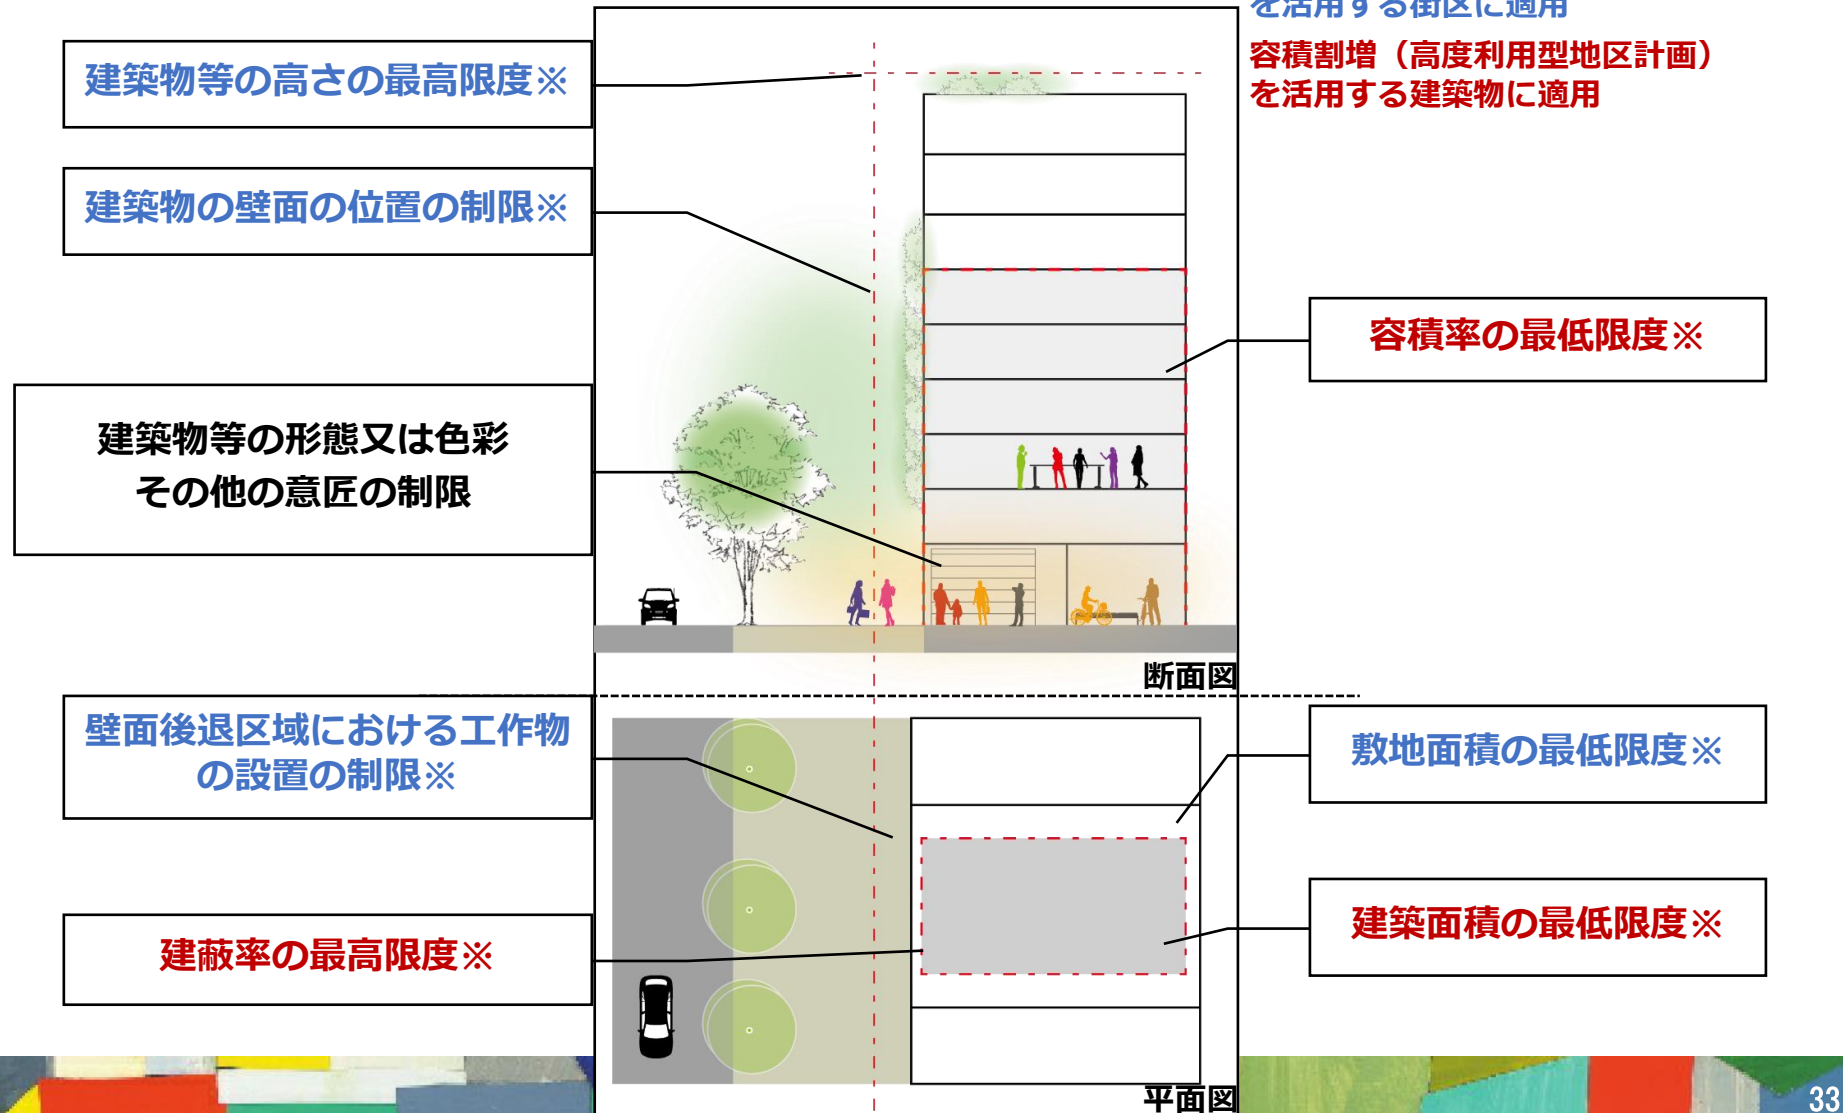 を活用する街区に適用
容積割増（高度利用型地区計画）
を活用する建築物に適用
建築物等の高さの最高限度※
建築物の壁面の位置の制限※
容積率の最低限度※
建築物等の形態又は色彩
その他の意匠の制限
断面図
壁面後退区域における工作物
の設置の制限※
敷地面積の最低限度※
建蔽率の最高限度※
建築面積の最低限度※
平面図
33